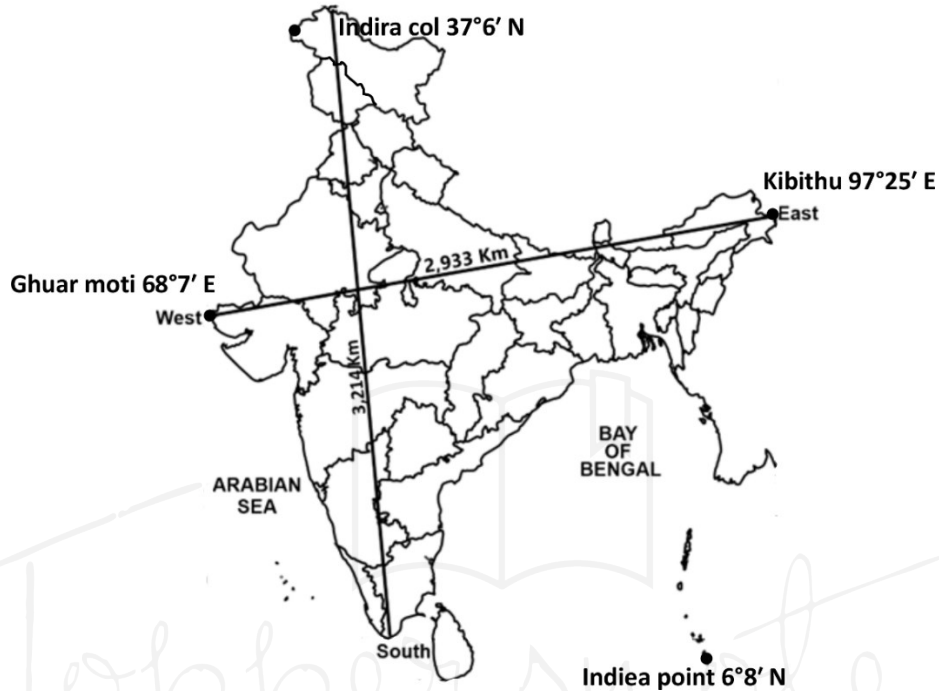 Indira col 37°6′ N
Kibithu 97°25′ E
East
2,933 Km
Ghuar moti 68°7′ E
West
3,214 Km
BAY
OF
BENGAL
ARABIAN
SEA
South
Indiea point 6°8′ N